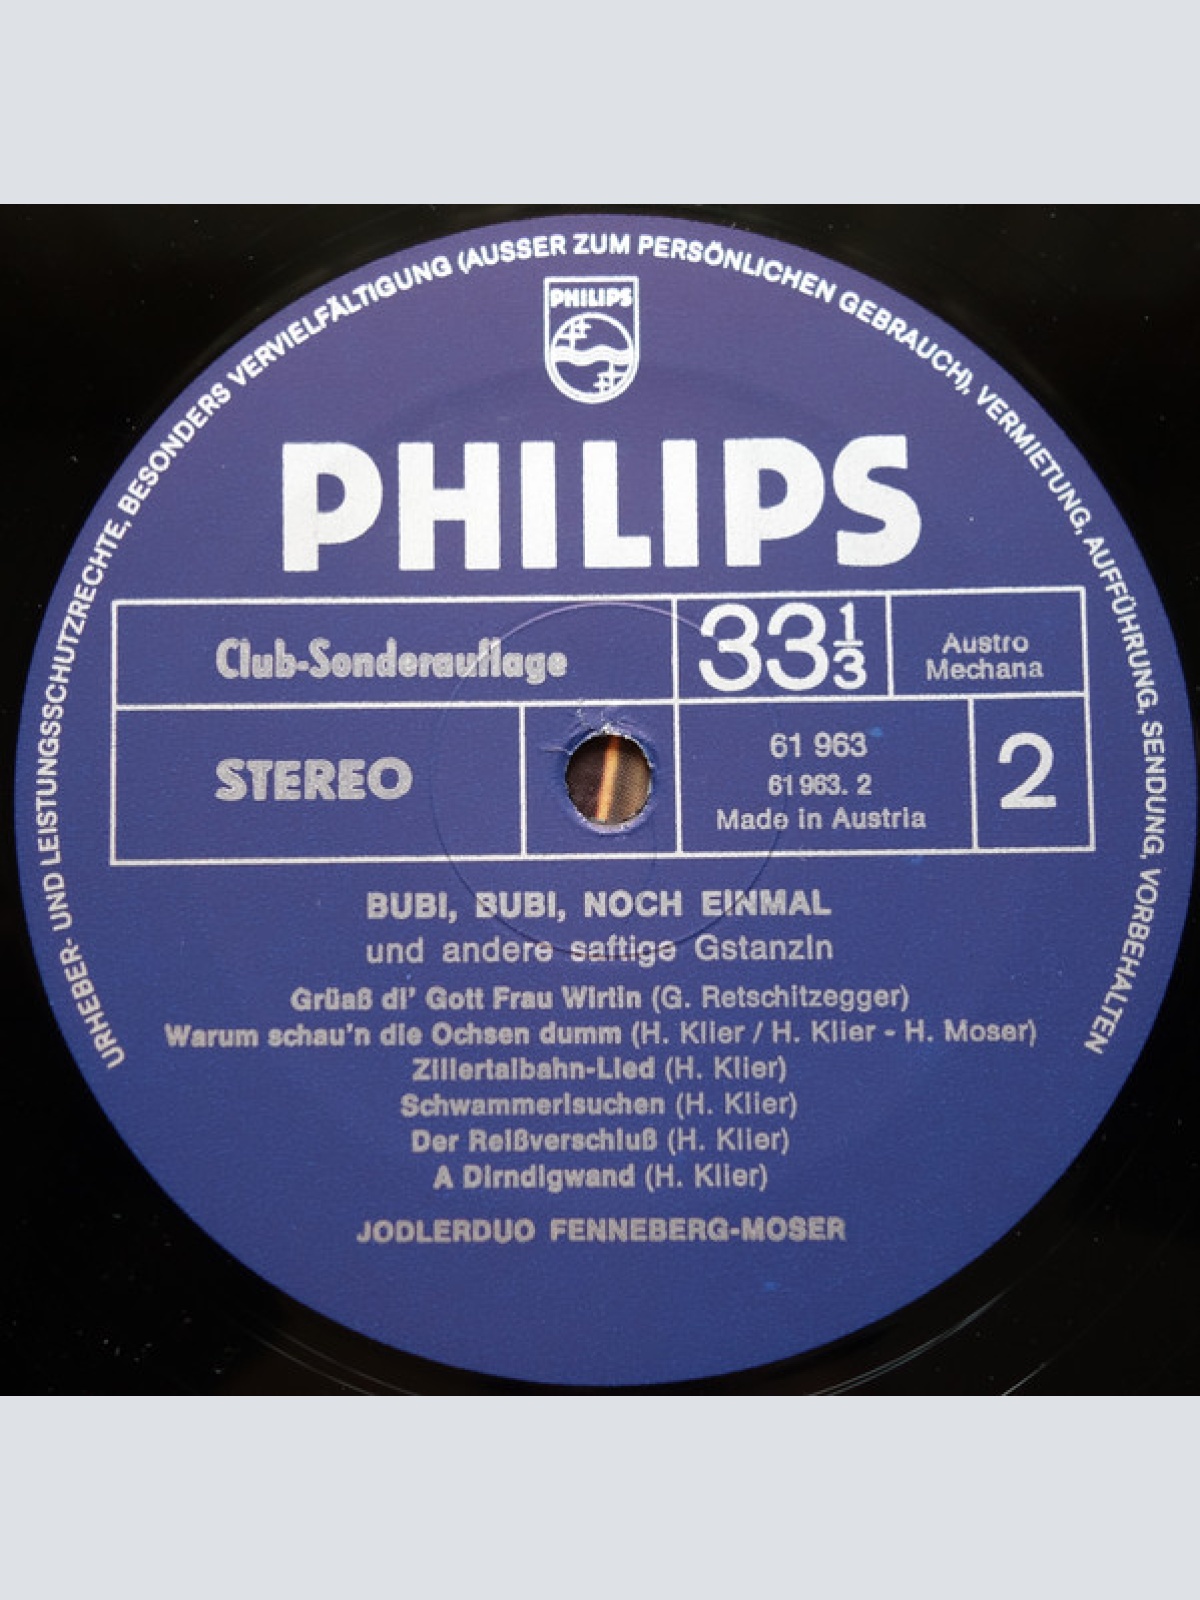 URHEBER- UND LEISTUNGSSCHUTZRECHTE, BESONDERS VERVIELFÄLTIGUNG (AUSSER ZUM PERSÖNLICHEN GEBRAUCH), VERMIETUNG, AUFFÜHRUNG, SENDUNG, VORBEHALTEN
PHILIPS
PHILIPS
Club-Sonderauflage
33 1/3
Austro
Mechana
STEREO
61 963
61 963. 2
Made in Austria
2
BUBI, BUBI, NOCH EINMAL
und andere saftige Gstanzln
Grüaß di' Gott Frau Wirtin (G. Retschitzegger)
Warum schau'n die Ochsen dumm (H. Klier / H. Klier - H. Moser)
Zillertalbahn-Lied (H. Klier)
Schwammerlsuchen (H. Klier)
Der Reißverschluß (H. Klier)
A Dirndlgwand (H. Klier)
JODLERDUO FENNEBERG-MOSER